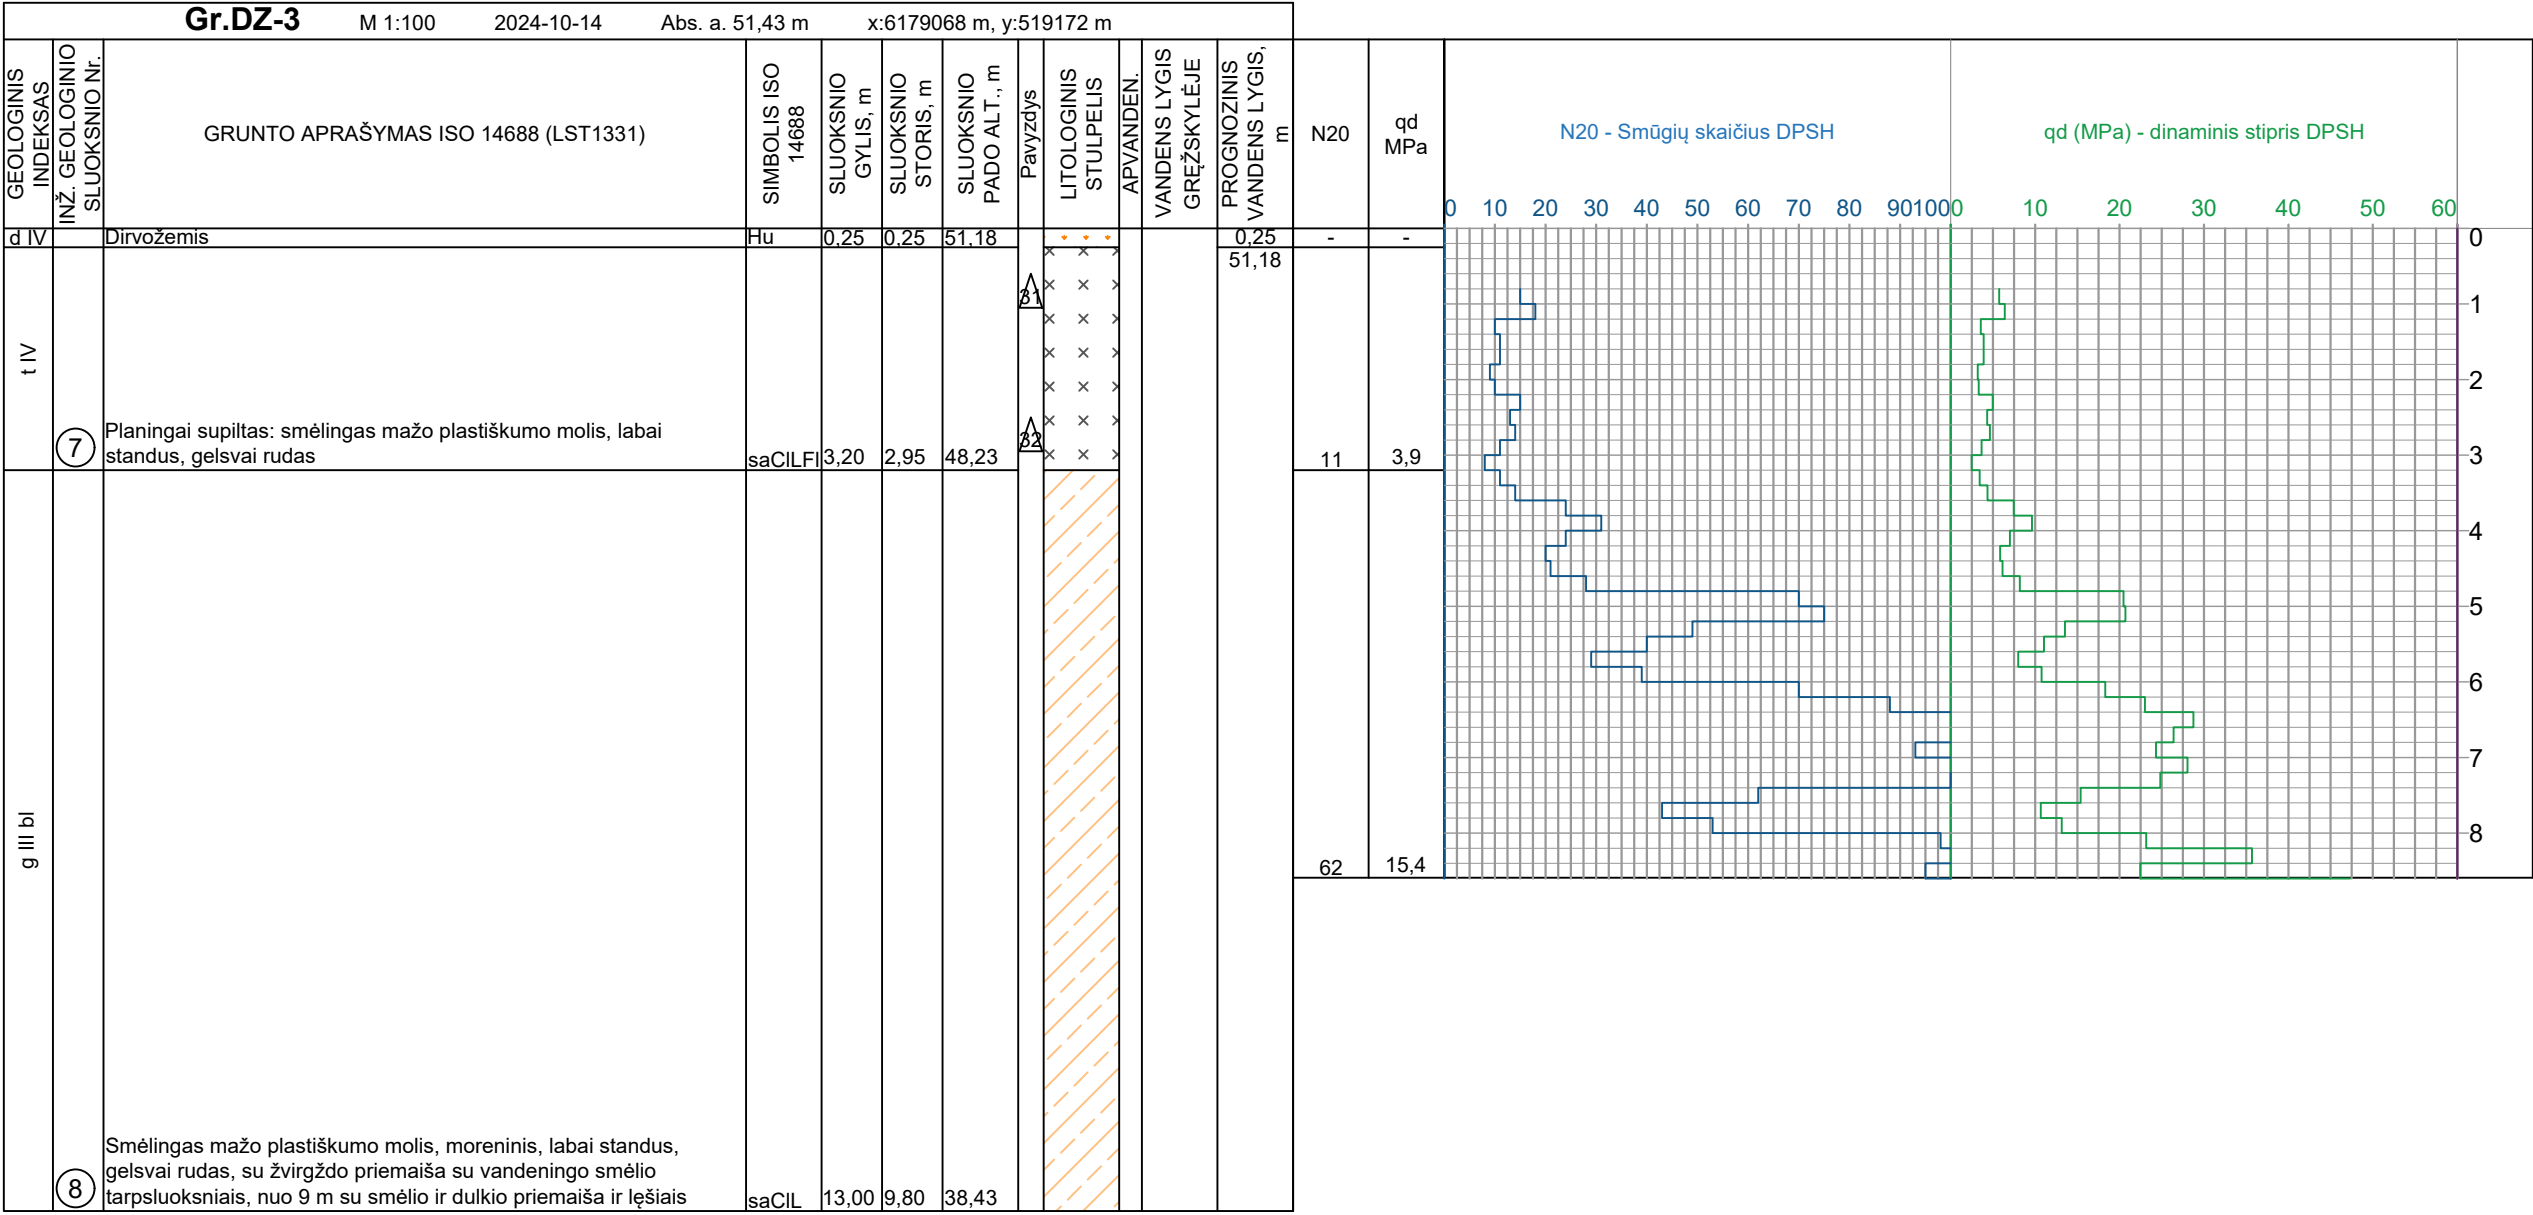 Gr.DZ-3 M 1:100 2024-10-14 Abs. a. 51,43 m x:6179068 m, y:519172 m
GEOLOGINIS
INDEKSAS
INŽ. GEOLOGINIO
SLUOKSNIO Nr.
GRUNTO APRAŠYMAS ISO 14688 (LST1331)
SIMBOLIS ISO
14688
SLUOKSNIO
GYLIS, m
SLUOKSNIO
STORIS, m
SLUOKSNIO
PADO ALT., m
Pavyzdys
LITOLOGINIS
STULPELIS
APVANDEN.
VANDENS LYGIS
GRĘŽSKYLĖJE
PROGNOZINIS
VANDENS LYGIS,
m
N20
qd
MPa
N20 - Smūgių skaičius DPSH
qd (MPa) - dinaminis stipris DPSH
0 10 20 30 40 50 60 70 80 90 100
0 10 20 30 40 50 60
d IV Dirvožemis Hu 0,25 0,25 51,18 0,25 - -
51,18
0
1
2
3
4
5
6
7
8
31
t IV
32
7
Planingai supiltas: smėlingas mažo plastiškumo molis, labai
standus, gelsvai rudas
saClLFl 3,20 2,95 48,23 11 3,9
g III bl
62 15,4
8
Smėlingas mažo plastiškumo molis, moreninis, labai standus,
gelsvai rudas, su žvirgždo priemaiša su vandeningo smėlio
tarpsluoksniais, nuo 9 m su smėlio ir dulkio priemaiša ir lęšiais
saClL 13,00 9,80 38,43